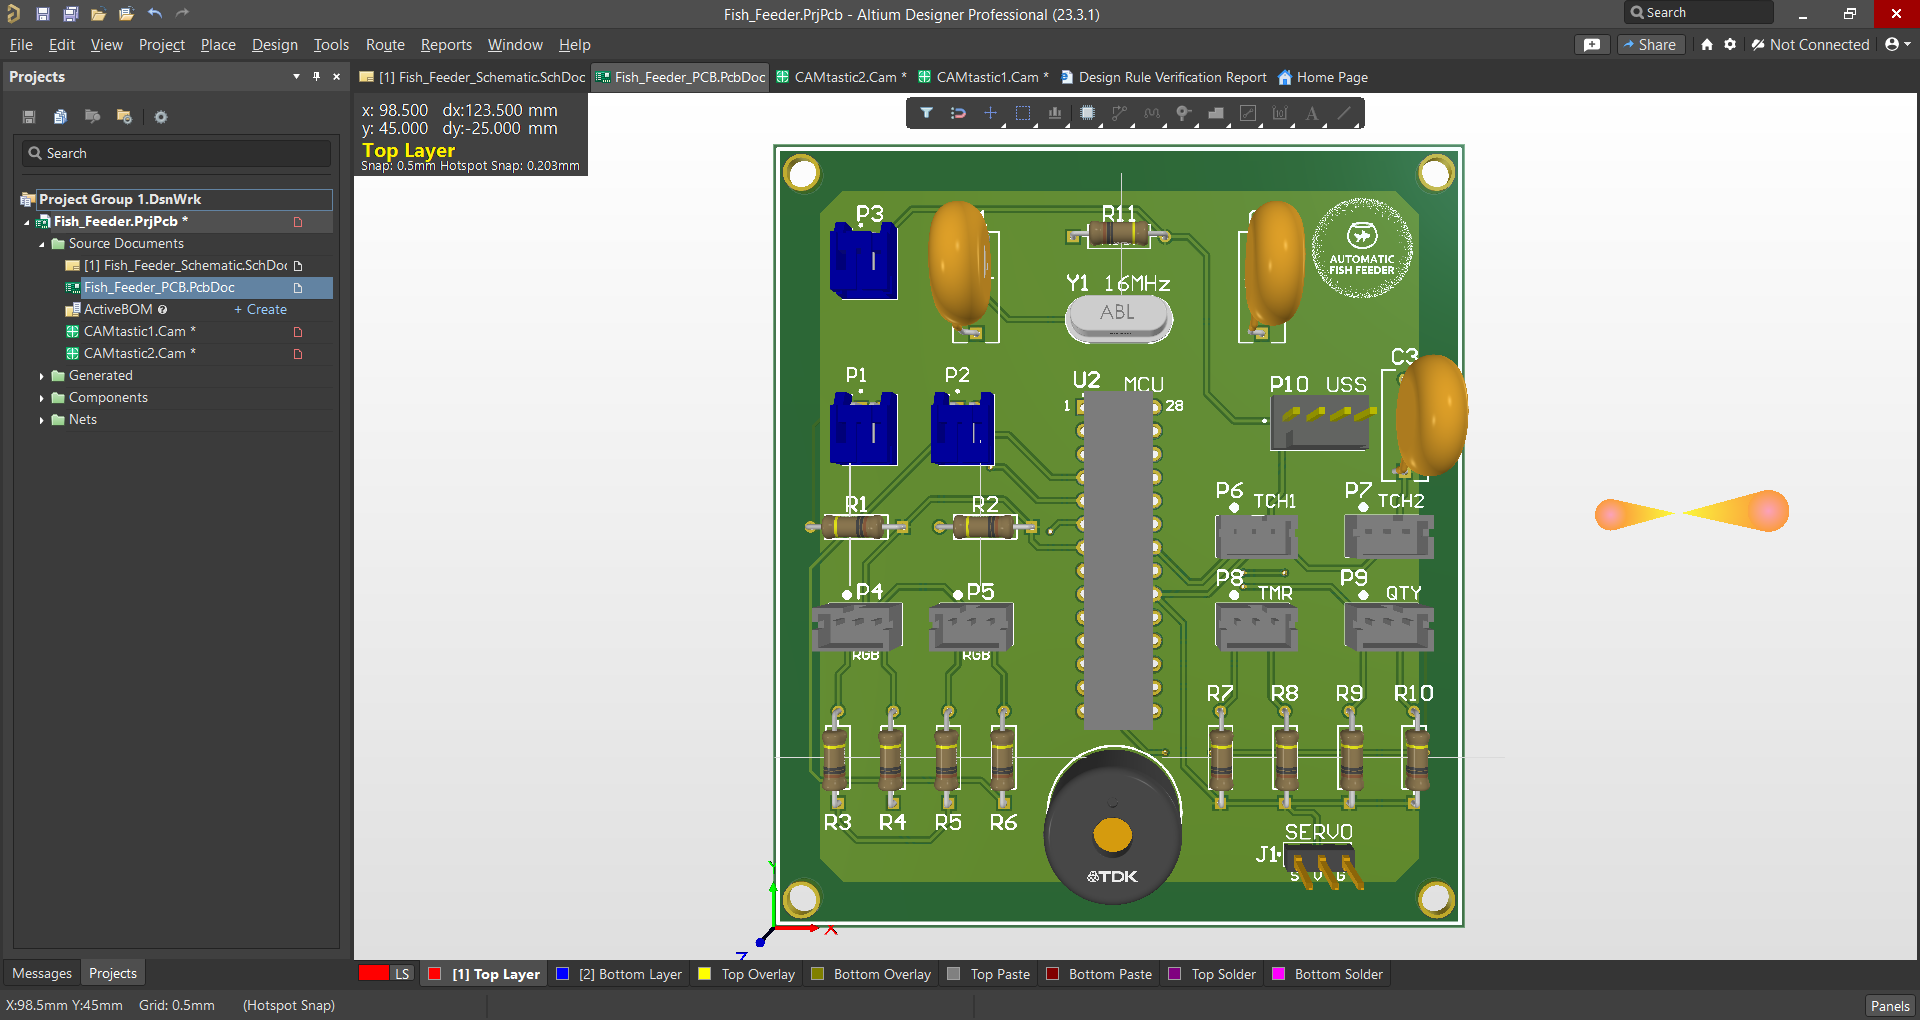 Fish_Feeder.PrjPcb - Altium Designer Professional (23.3.1)
Search
File Edit View Project Place Design Tools Route Reports Window Help
Share
Not Connected
Projects
[1] Fish_Feeder_Schematic.SchDoc
Fish_Feeder_PCB.PcbDoc
CAMtastic2.Cam *
CAMtastic1.Cam *
Design Rule Verification Report
Home Page
x: 98.500 dx:123.500 mm
y: 45.000 dy:-25.000 mm
Top Layer
Snap: 0.5mm Hotspot Snap: 0.203mm
Search
Project Group 1.DsnWrk
Fish_Feeder.PrjPcb *
Source Documents
[1] Fish_Feeder_Schematic.SchDoc
Fish_Feeder_PCB.PcbDoc
ActiveBOM
+ Create
CAMtastic1.Cam *
CAMtastic2.Cam *
Generated
Components
Nets
P3
R11
AUTOMATIC
FISH FEEDER
Y1 16MHz
ABL
C3
P1
P2
U2
MCU
P10 USS
1
28
P6
TCH1
P7
TCH2
R1
R2
P4
P5
P8
TMR
P9
QTY
RGB
RGB
R7
R8
R9
R10
R3
R4
R5
R6
SERVO
J1
S V G
TDK
X
Y
Z
Messages
Projects
LS
[1] Top Layer
[2] Bottom Layer
Top Overlay
Bottom Overlay
Top Paste
Bottom Paste
Top Solder
Bottom Solder
X:98.5mm Y:45mm Grid: 0.5mm (Hotspot Snap)
Panels